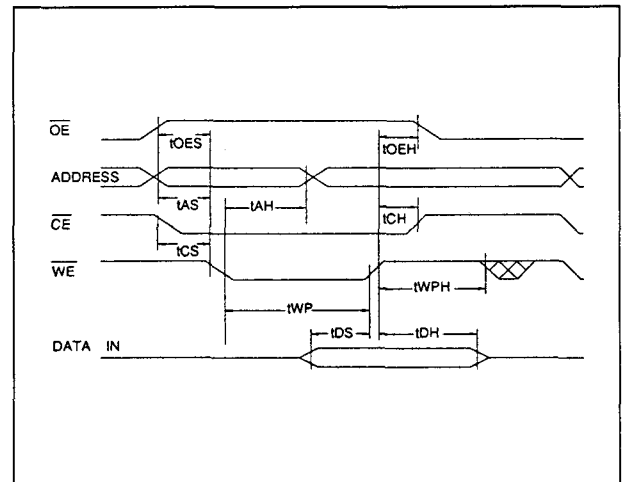 OE
tOES
tOEH
ADDRESS
tAS
tAH
CE
tCH
tCS
WE
tWPH
tWP
tDS
tDH
DATA IN